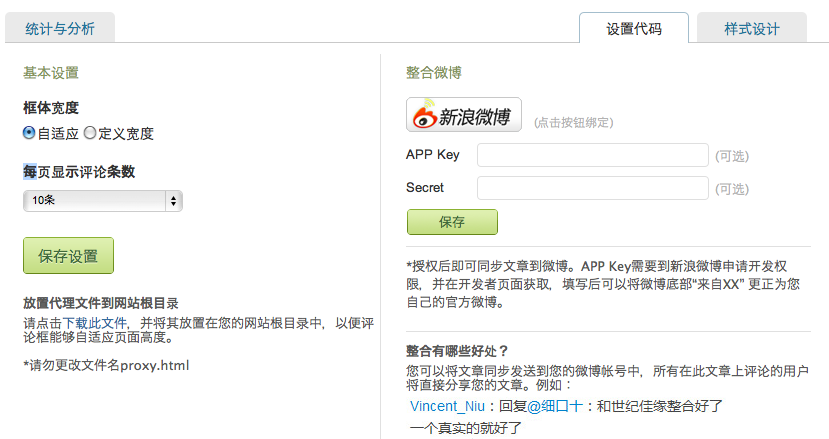 统计与分析
设置代码
样式设计
基本设置
框体宽度
自适应 定义宽度
每页显示评论条数
10条
保存设置
放置代理文件到网站根目录
请点击下载此文件，并将其放置在您的网站根目录中，以便评
论框能够自适应页面高度。
*请勿更改文件名proxy.html
整合微博
新浪微博 (点击按钮绑定)
APP Key (可选)
Secret (可选)
保存
*授权后即可同步文章到微博。APP Key需要到新浪微博申请开发权
限，并在开发者页面获取，填写后可以将微博底部“来自XX” 更正为您
自己的官方微博。
整合有哪些好处？
您可以将文章同步发送到您的微博帐号中，所有在此文章上评论的用户
将直接分享您的文章。例如：
Vincent_Niu：回复@细口十：和世纪佳缘整合好了
一个真实的就好了